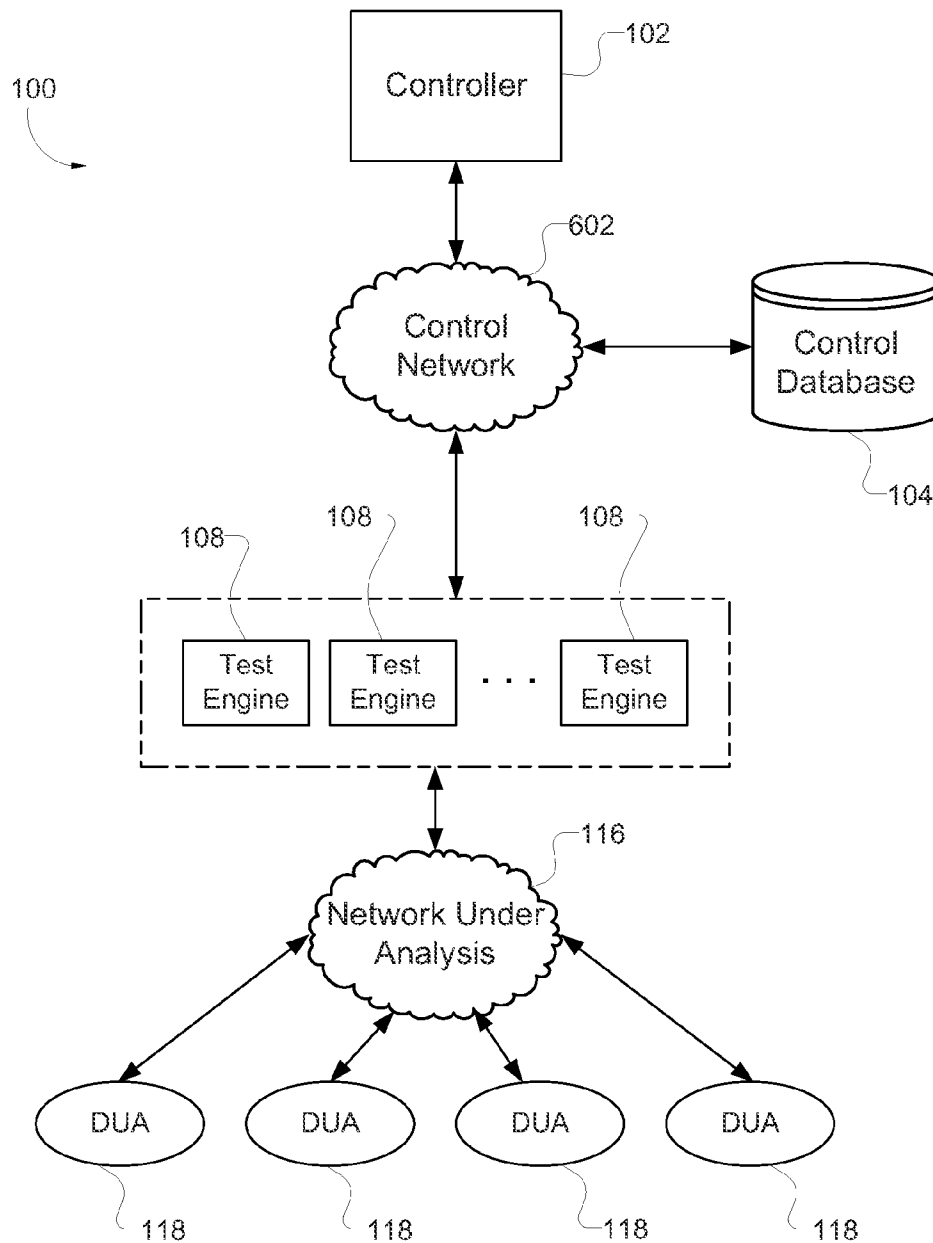 102
Controller
100
602
Control
Network
Control
Database
104
108
108
108
Test
Engine
Test
Engine
. . .
Test
Engine
116
Network Under
Analysis
DUA
DUA
DUA
DUA
118
118
118
118